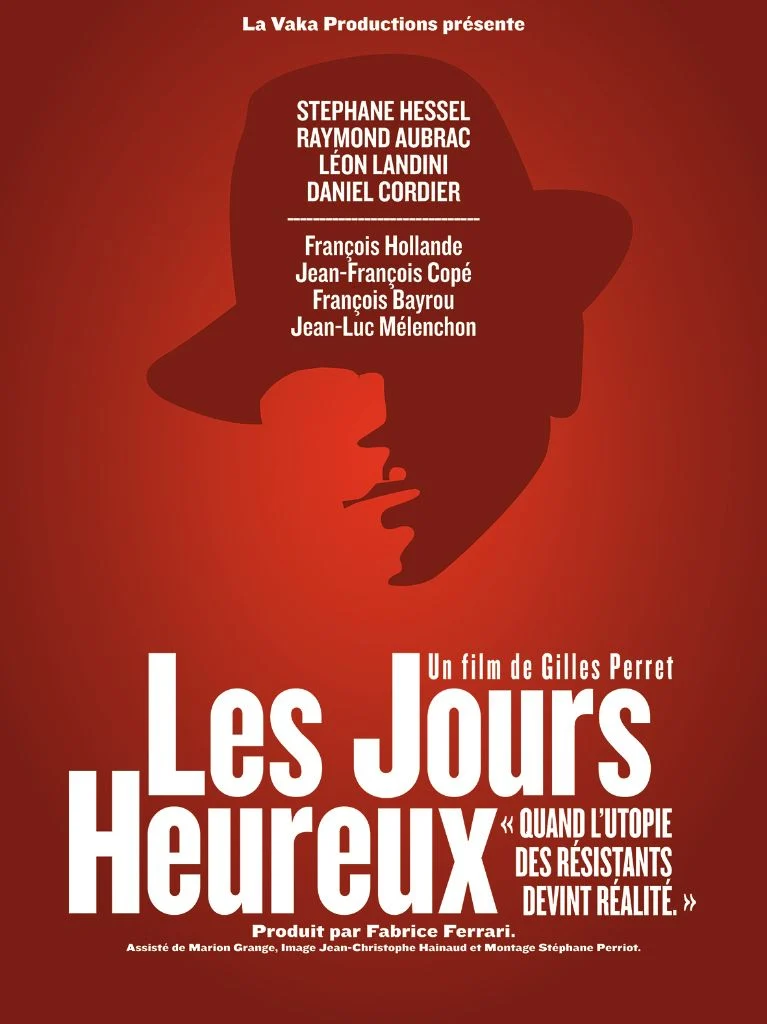 La Vaka Productions présente
STEPHANE HESSEL
RAYMOND AUBRAC
LÉON LANDINI
DANIEL CORDIER
François Hollande
Jean-François Copé
François Bayrou
Jean-Luc Mélenchon
Un film de Gilles Perret
Les Jours
Heureux
« QUAND L'UTOPIE
DES RÉSISTANTS
DEVINT RÉALITÉ. »
Produit par Fabrice Ferrari.
Assisté de Marion Grange, Image Jean-Christophe Hainaud et Montage Stéphane Perriot.